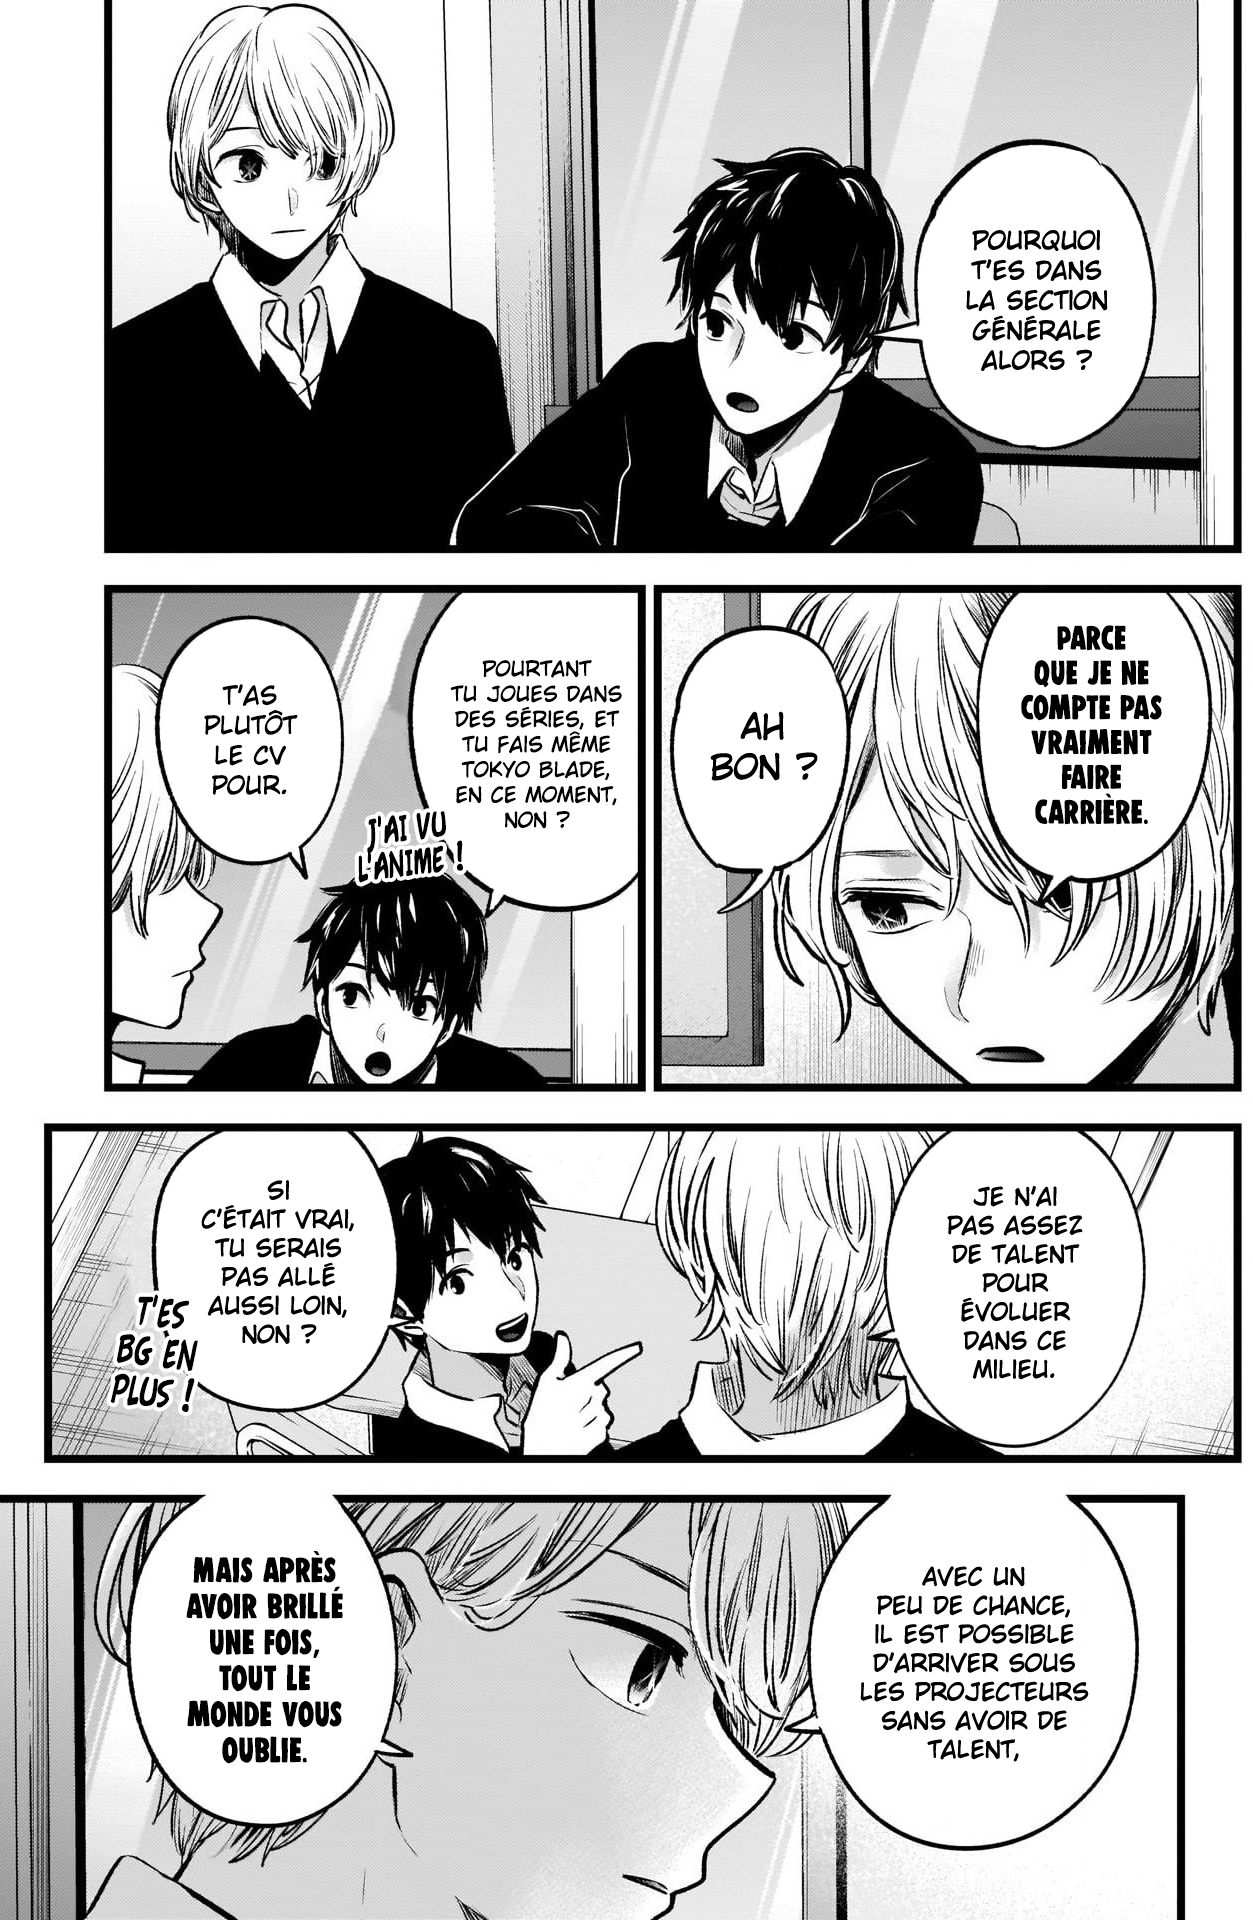 POURQUOI
T'ES DANS
LA SECTION
GÉNÉRALE
ALORS ?
PARCE
QUE JE NE
COMPTE PAS
VRAIMENT
FAIRE
CARRIÈRE.
AH
BON ?
POURTANT
TU JOUES DANS
DES SÉRIES, ET
TU FAIS MÊME
TOKYO BLADE,
EN CE MOMENT,
NON ?
J'AI VU
L'ANIME !
T'AS
PLUTÔT
LE CV
POUR.
JE N'AI
PAS ASSEZ
DE TALENT
POUR
ÉVOLUER
DANS CE
MILIEU.
SI
C'ÉTAIT VRAI,
TU SERAIS
PAS ALLÉ
AUSSI LOIN,
NON ?
T'ES
BG EN
PLUS !
AVEC UN
PEU DE CHANCE,
IL EST POSSIBLE
D'ARRIVER SOUS
LES PROJECTEURS
SANS AVOIR DE
TALENT,
MAIS APRÈS
AVOIR BRILLÉ
UNE FOIS,
TOUT LE
MONDE VOUS
OUBLIE.